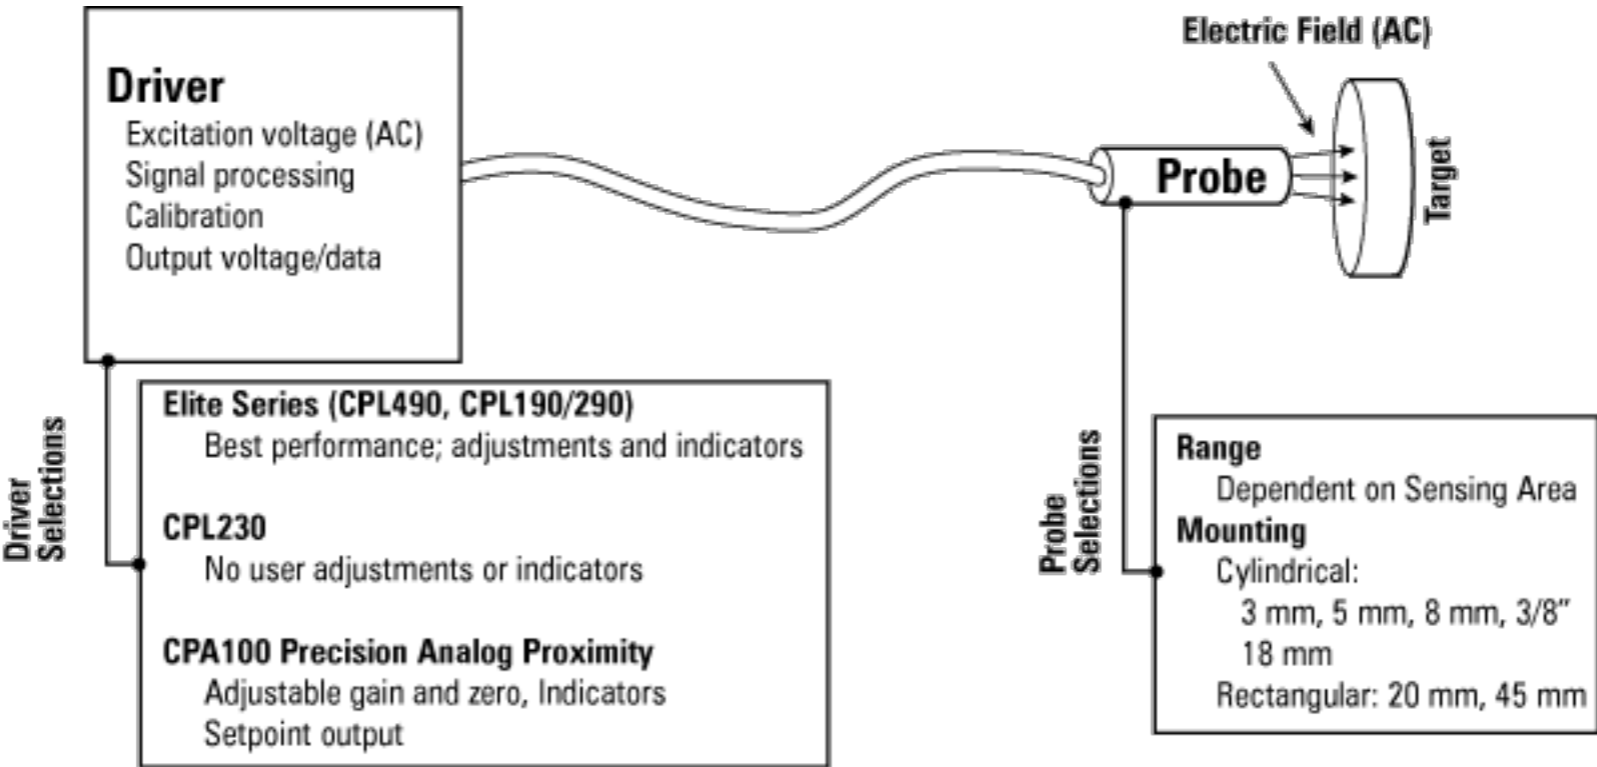 Electric Field (AC)
Driver
Excitation voltage (AC)
Signal processing
Calibration
Output voltage/data
Probe
Target
Driver
Selections
Elite Series (CPL490, CPL190/290)
Best performance; adjustments and indicators
CPL230
No user adjustments or indicators
CPA100 Precision Analog Proximity
Adjustable gain and zero, Indicators
Setpoint output
Probe
Selections
Range
Dependent on Sensing Area
Mounting
Cylindrical:
3 mm, 5 mm, 8 mm, 3/8″
18 mm
Rectangular: 20 mm, 45 mm